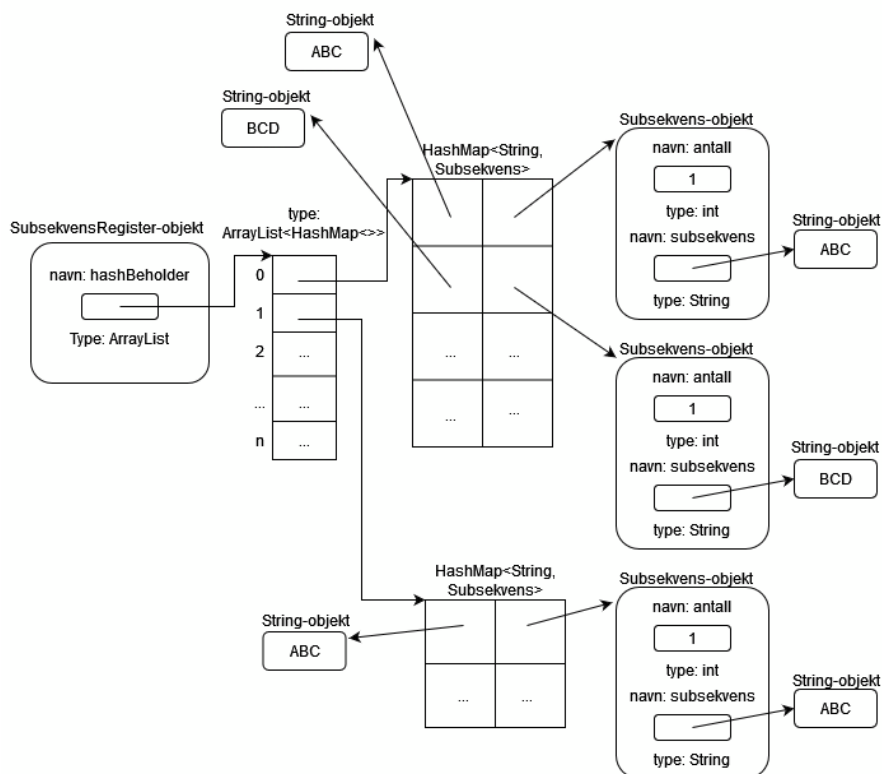 String-objekt
ABC
String-objekt
BCD
HashMap<String,
Subsekvens>
Subsekvens-objekt
navn: antall
1
type: int
navn: subsekvens
type: String
String-objekt
ABC
SubsekvensRegister-objekt
navn: hashBeholder
Type: ArrayList
type:
ArrayList<HashMap<>>
0
1
2
...
...
...
n
...
...
...
...
...
Subsekvens-objekt
navn: antall
1
type: int
navn: subsekvens
type: String
String-objekt
BCD
HashMap<String,
Subsekvens>
String-objekt
ABC
...
...
Subsekvens-objekt
navn: antall
1
type: int
navn: subsekvens
type: String
String-objekt
ABC